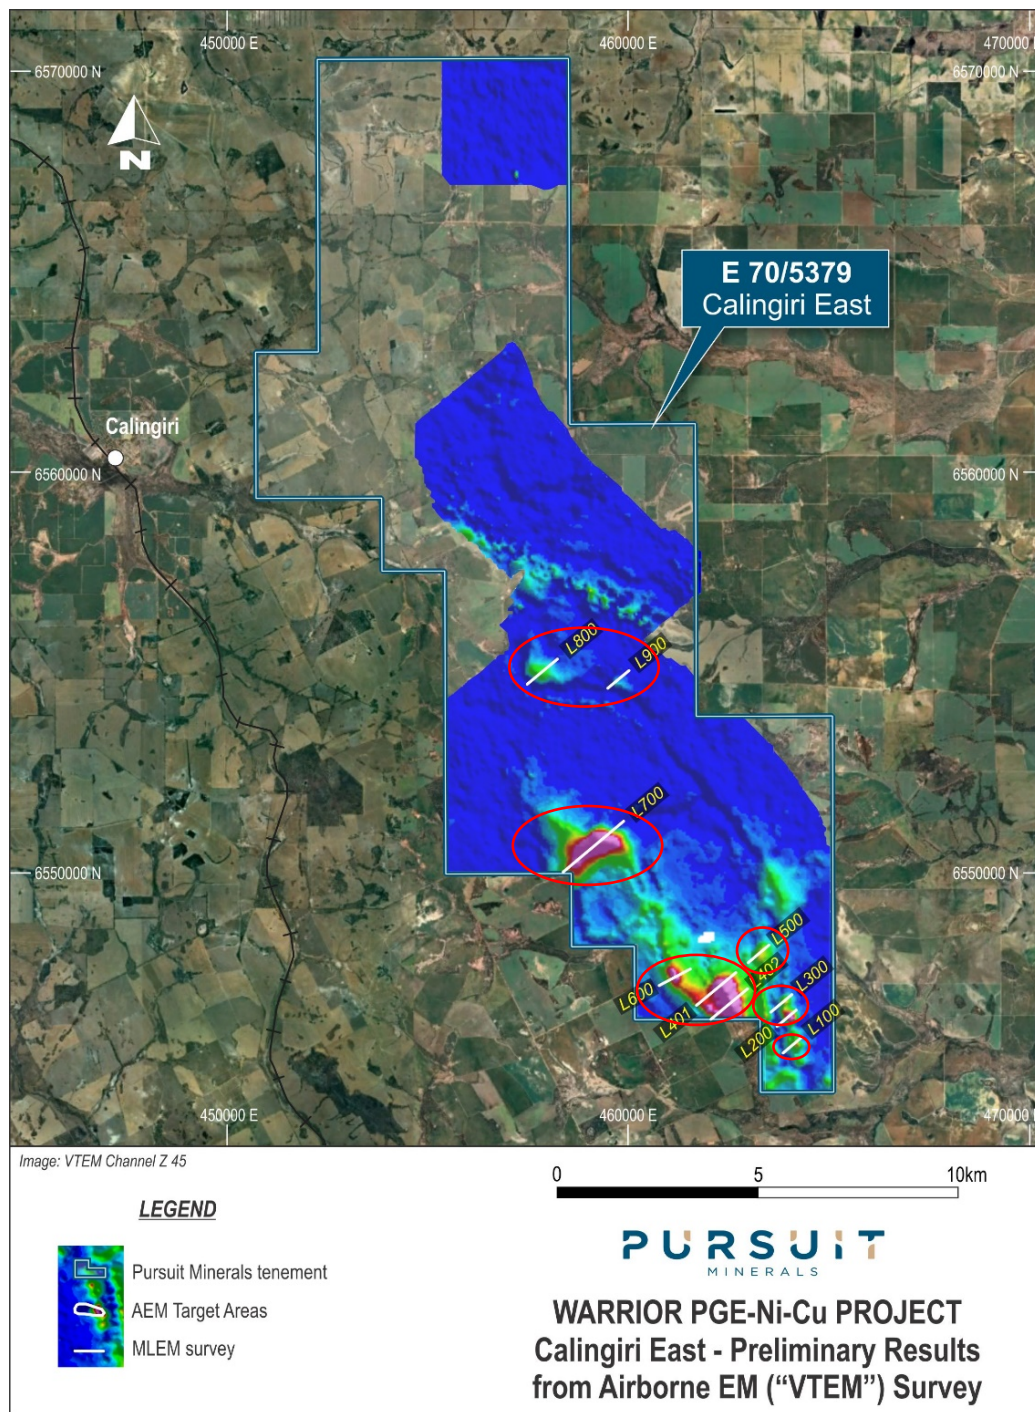 450000 E
460000 E
470000 E
6570000 N
6570000 N
N
E 70/5379
Calingiri East
Calingiri
6560000 N
6560000 N
L800
L900
L700
6550000 N
6550000 N
L500
L402
L600
L300
L401
L100
L200
450000 E
460000 E
470000 E
Image: VTEM Channel Z 45
0 5 10km
LEGEND
Pursuit Minerals tenement
AEM Target Areas
MLEM survey
PURSUIT
MINERALS
WARRIOR PGE-Ni-Cu PROJECT
Calingiri East - Preliminary Results
from Airborne EM (“VTEM”) Survey